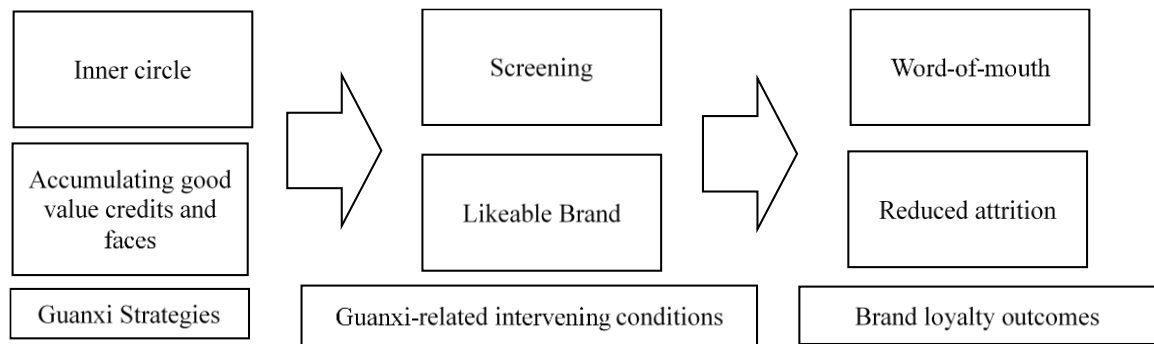 Inner circle
Accumulating good
value credits and
faces
Guanxi Strategies
Screening
Likeable Brand
Guanxi-related intervening conditions
Word-of-mouth
Reduced attrition
Brand loyalty outcomes